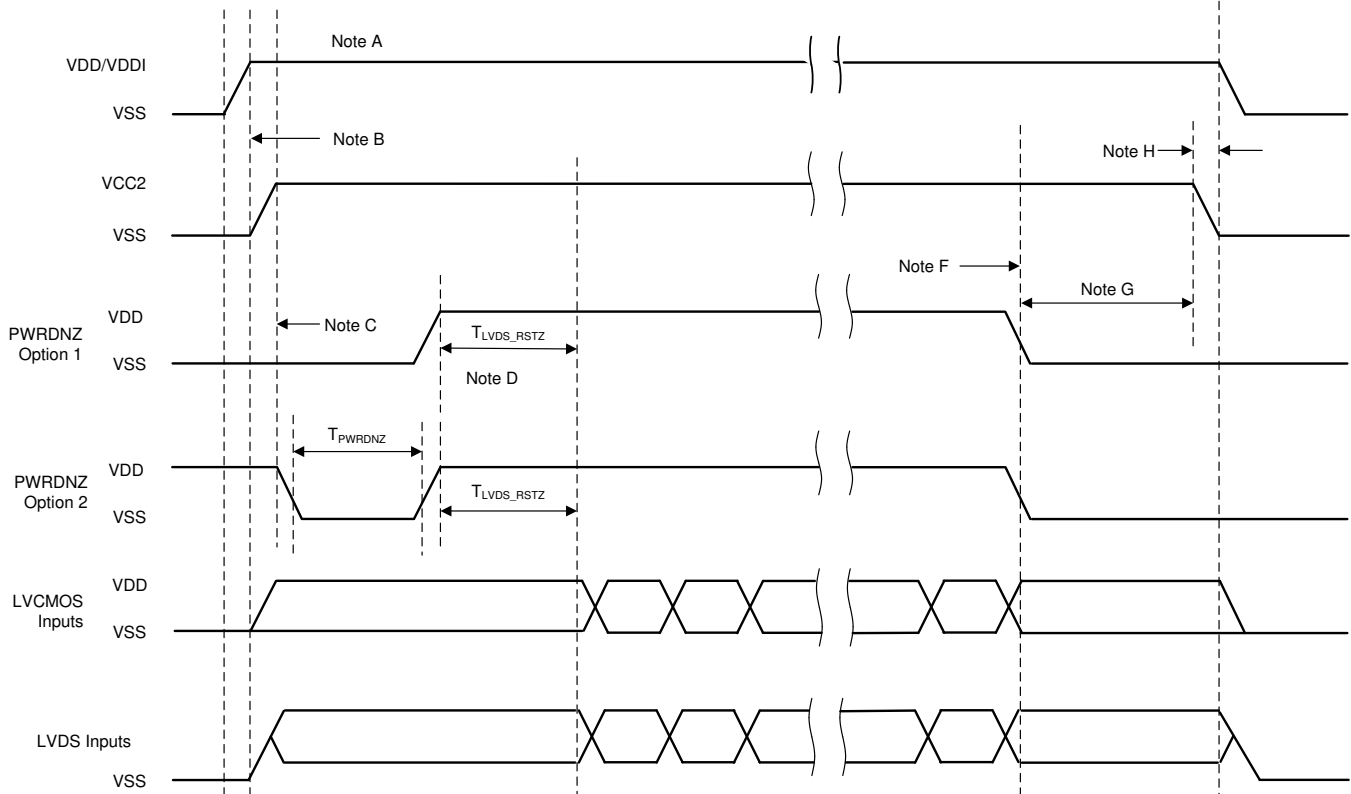 Note A
VDD/VDDI
VSS
Note B
Note H
VCC2
VSS
Note F
Note G
VDD
Note C
PWRDNZ
Option 1
TLVDS_RSTZ
VSS
Note D
TPWRDNZ
VDD
PWRDNZ
Option 2
TLVDS_RSTZ
VSS
VDD
LVCMOS
Inputs
VSS
LVDS Inputs
VSS